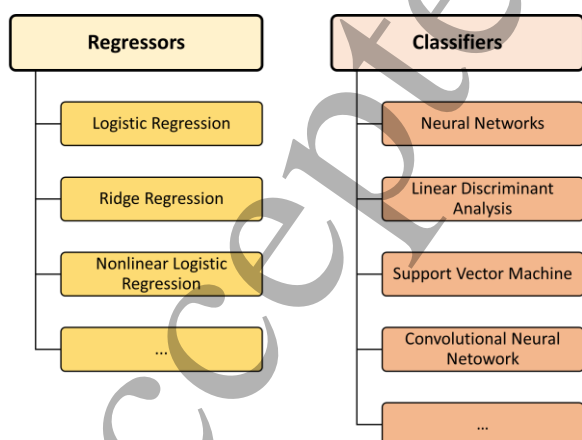 Regressors
Logistic Regression
Ridge Regression
Nonlinear Logistic
Regression
...
Classifiers
Neural Networks
Linear Discriminant
Analysis
Support Vector Machine
Convolutional Neural
Netowork
...
ccepte